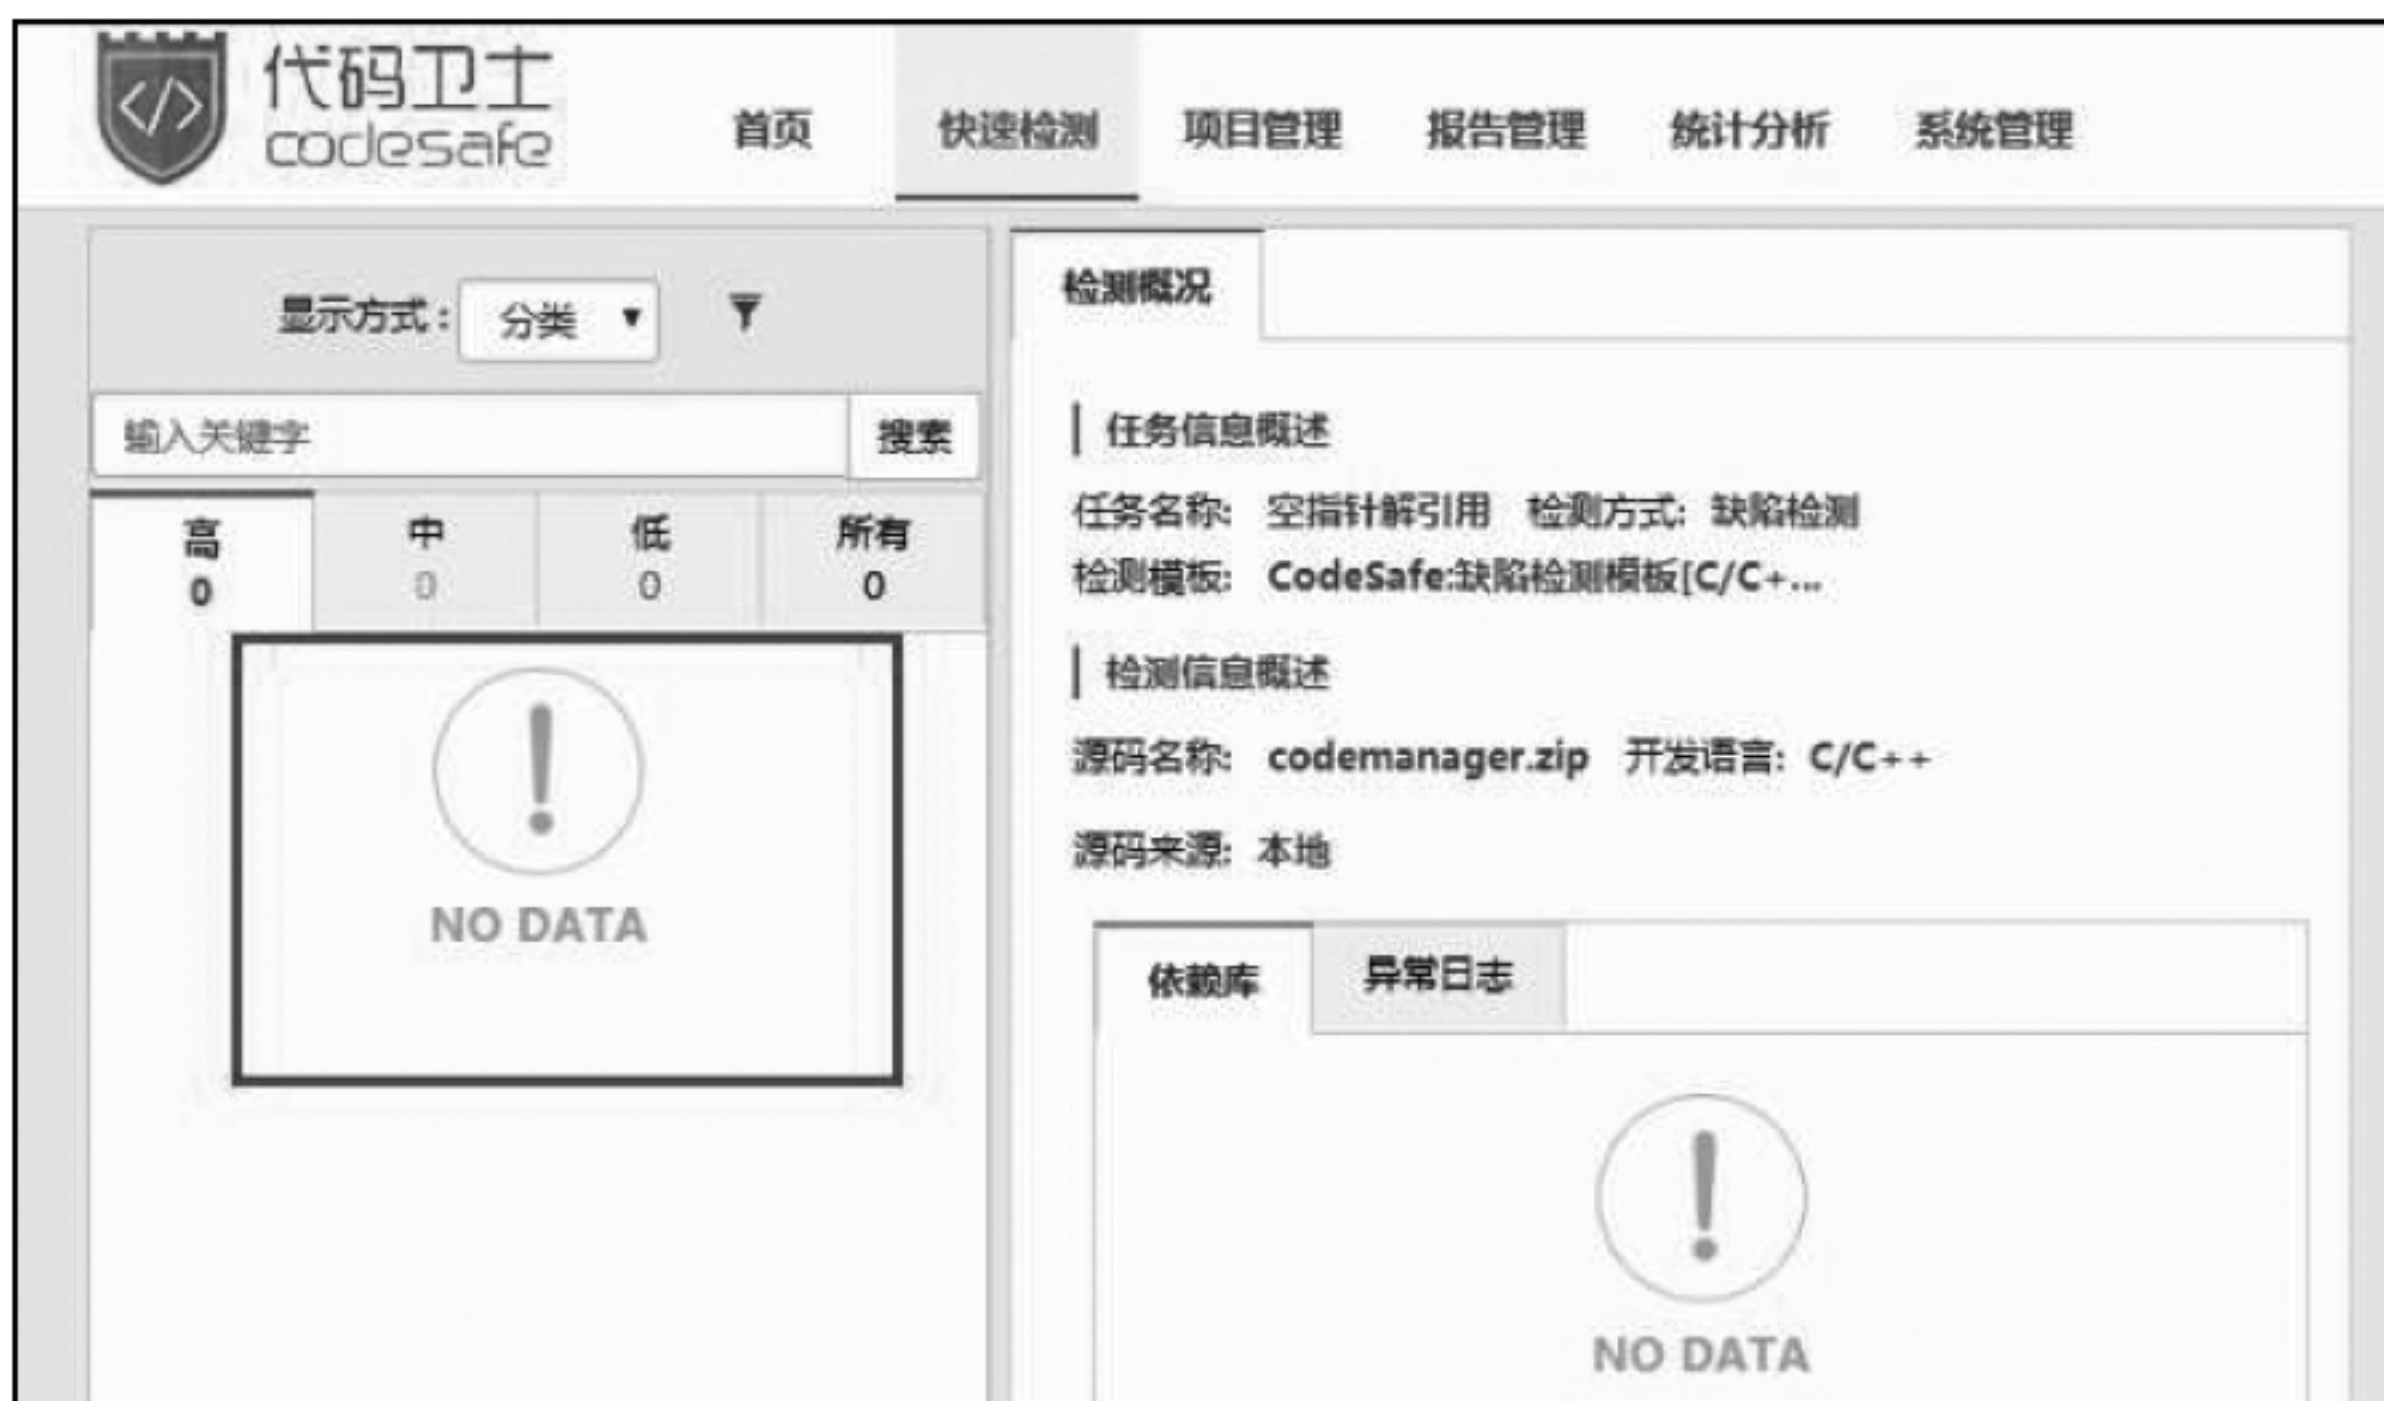 代码卫士
codesafe
首页 快速检测 项目管理 报告管理 统计分析 系统管理
显示方式: 分类
输入关键字 搜索
高 中 低 所有
0 0 0 0
NO DATA
检测概况
任务信息概述
任务名称: 空指针解引用 检测方式: 缺陷检测
检测模板: CodeSafe:缺陷检测模板[C/C+...
检测信息概述
源码名称: codemanager.zip 开发语言: C/C++
源码来源: 本地
依赖库 异常日志
NO DATA